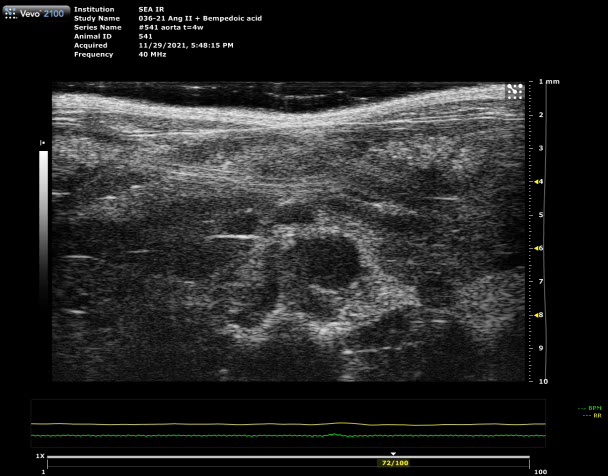 Vevo 2100
Institution SEA IR
Study Name 036-21 Ang II + Bempedoic acid
Series Name #541 aorta t=4w
Animal ID 541
Acquired 11/29/2021, 5:48:15 PM
Frequency 40 MHz
1 mm
2
3
4
5
6
7
8
9
10
BPM
RR
1X
72/100
1
100